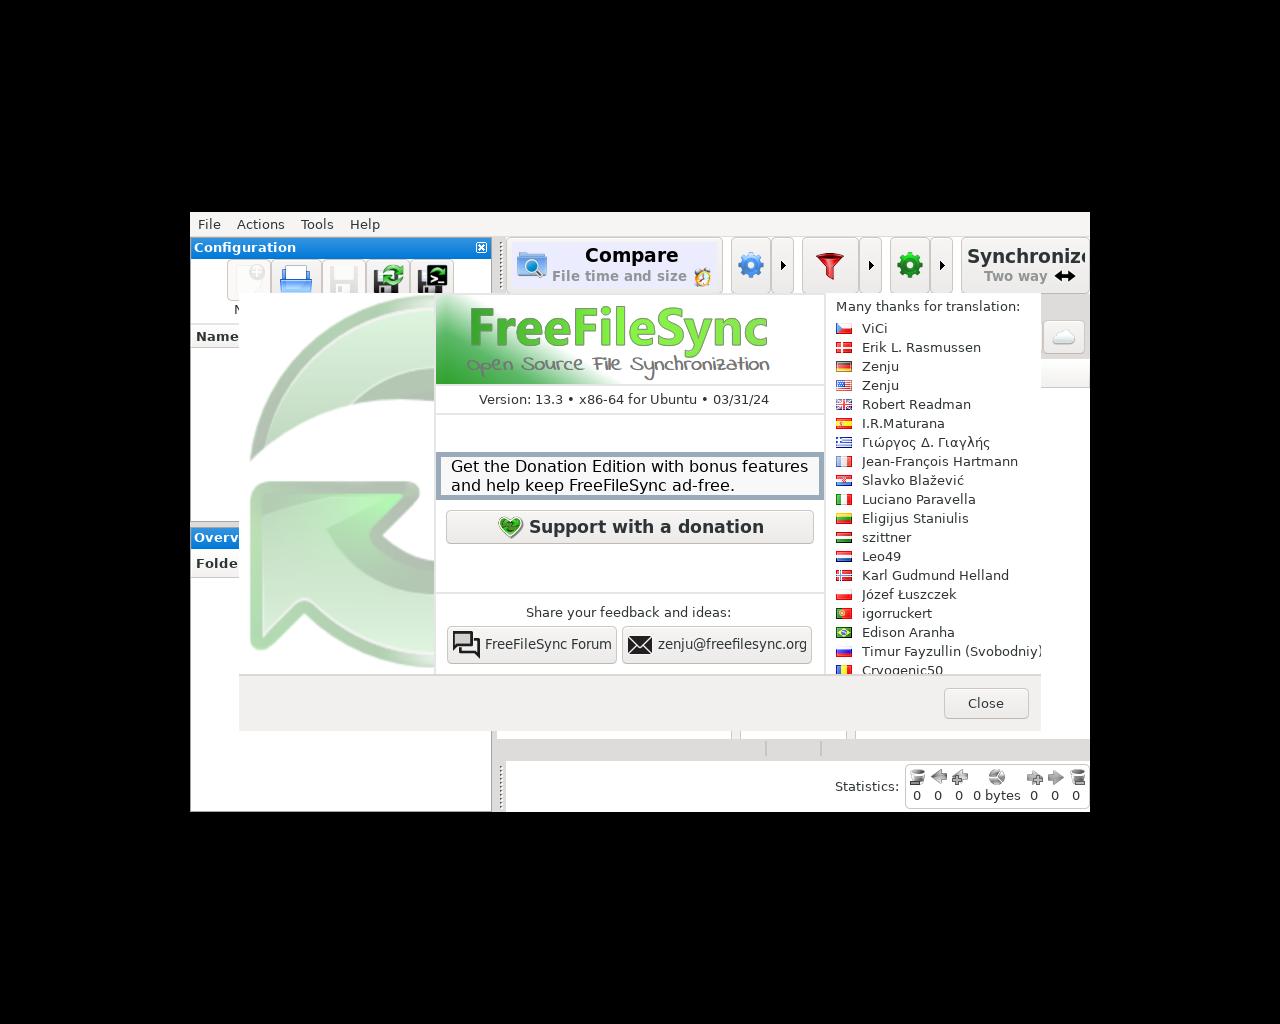 File Actions Tools Help
Configuration
Compare
File time and size
Synchronize
Two way
Name
Overv
Folde
FreeFileSync
Open Source File Synchronization
Version: 13.3 • x86-64 for Ubuntu • 03/31/24
Get the Donation Edition with bonus features
and help keep FreeFileSync ad-free.
Support with a donation
Share your feedback and ideas:
FreeFileSync Forum
zenju@freefilesync.org
Many thanks for translation:
ViCi
Erik L. Rasmussen
Zenju
Zenju
Robert Readman
I.R.Maturana
Γιώργος Δ. Γιαγλής
Jean-François Hartmann
Slavko Blažević
Luciano Paravella
Eligijus Staniulis
szittner
Leo49
Karl Gudmund Helland
Józef Łuszczek
igorruckert
Edison Aranha
Timur Fayzullin (Svobodniy)
Cryogenic50
Close
Statistics:
0 0 0 0 bytes 0 0 0